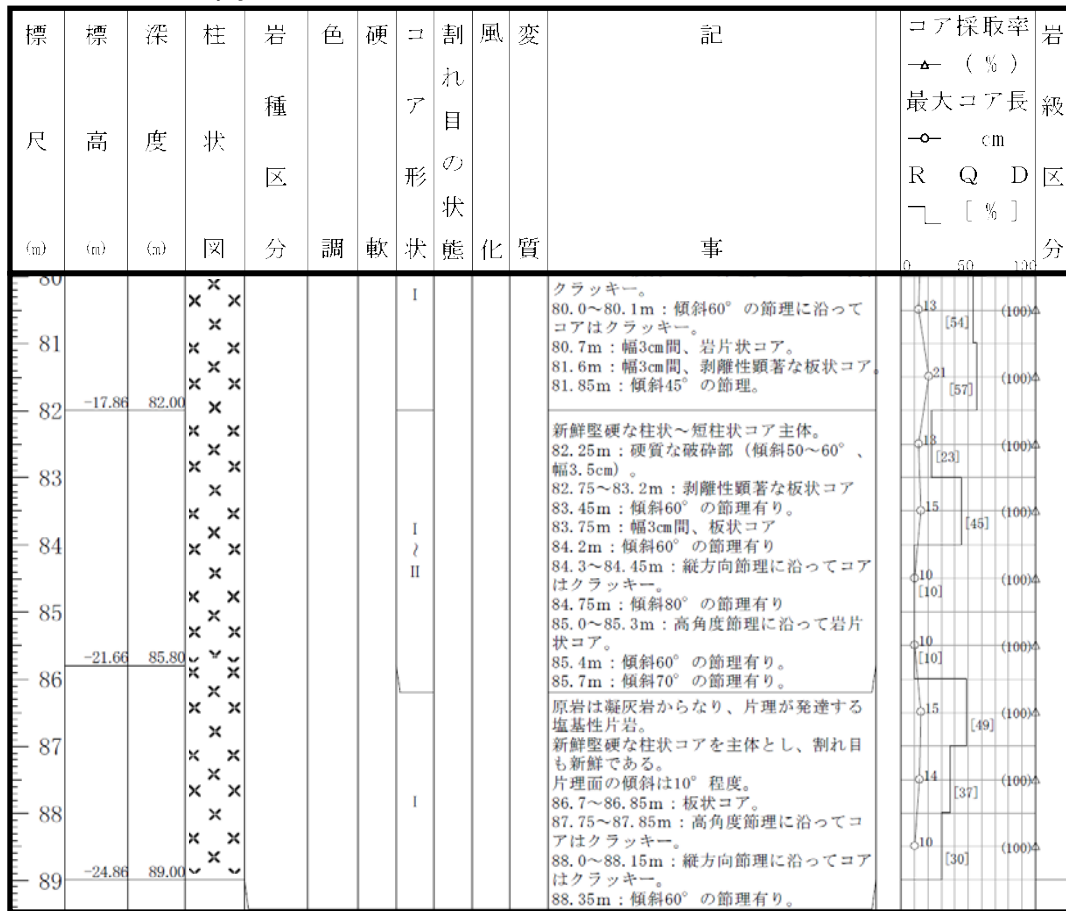 標尺(m)
標高(m)
深度(m)
柱状図
岩種区分
色調
硬軟
コア形状
割れ目の状態
風化
変質
記事
コア採取率
(%)
最大コア長
cm
RQD
[%]
0 50 100
岩級区分
80
81
82
83
84
85
86
87
88
89
-17.86 82.00
-21.66 85.80
-24.86 89.00
I
I
~
II
I
クラッキー。
80.0~80.1m:傾斜60°の節理に沿って
コアはクラッキー。
80.7m:幅3cm間、岩片状コア。
81.6m:幅3cm間、剥離性顕著な板状コア。
81.85m:傾斜45°の節理。
新鮮堅硬な柱状~短柱状コア主体。
82.25m:硬質な破砕部(傾斜50~60°、
幅3.5cm)。
82.75~83.2m:剥離性顕著な板状コア
83.45m:傾斜60°の節理有り。
83.75m:幅3cm間、板状コア
84.2m:傾斜60°の節理有り
84.3~84.45m:縦方向節理に沿ってコア
はクラッキー。
84.75m:傾斜80°の節理有り
85.0~85.3m:高角度節理に沿って岩片
状コア。
85.4m:傾斜60°の節理有り。
85.7m:傾斜70°の節理有り。
原岩は凝灰岩からなり、片理が発達する
塩基性片岩。
新鮮堅硬な柱状コアを主体とし、割れ目
も新鮮である。
片理面の傾斜は10°程度。
86.7~86.85m:板状コア。
87.75~87.85m:高角度節理に沿ってコ
アはクラッキー。
88.0~88.15m:縦方向節理に沿ってコア
はクラッキー。
88.35m:傾斜60°の節理有り。
13 [54] (100)
21 [57] (100)
13 [23] (100)
15 [45] (100)
10 [10] (100)
10 [10] (100)
15 [49] (100)
14 [37] (100)
10 [30] (100)